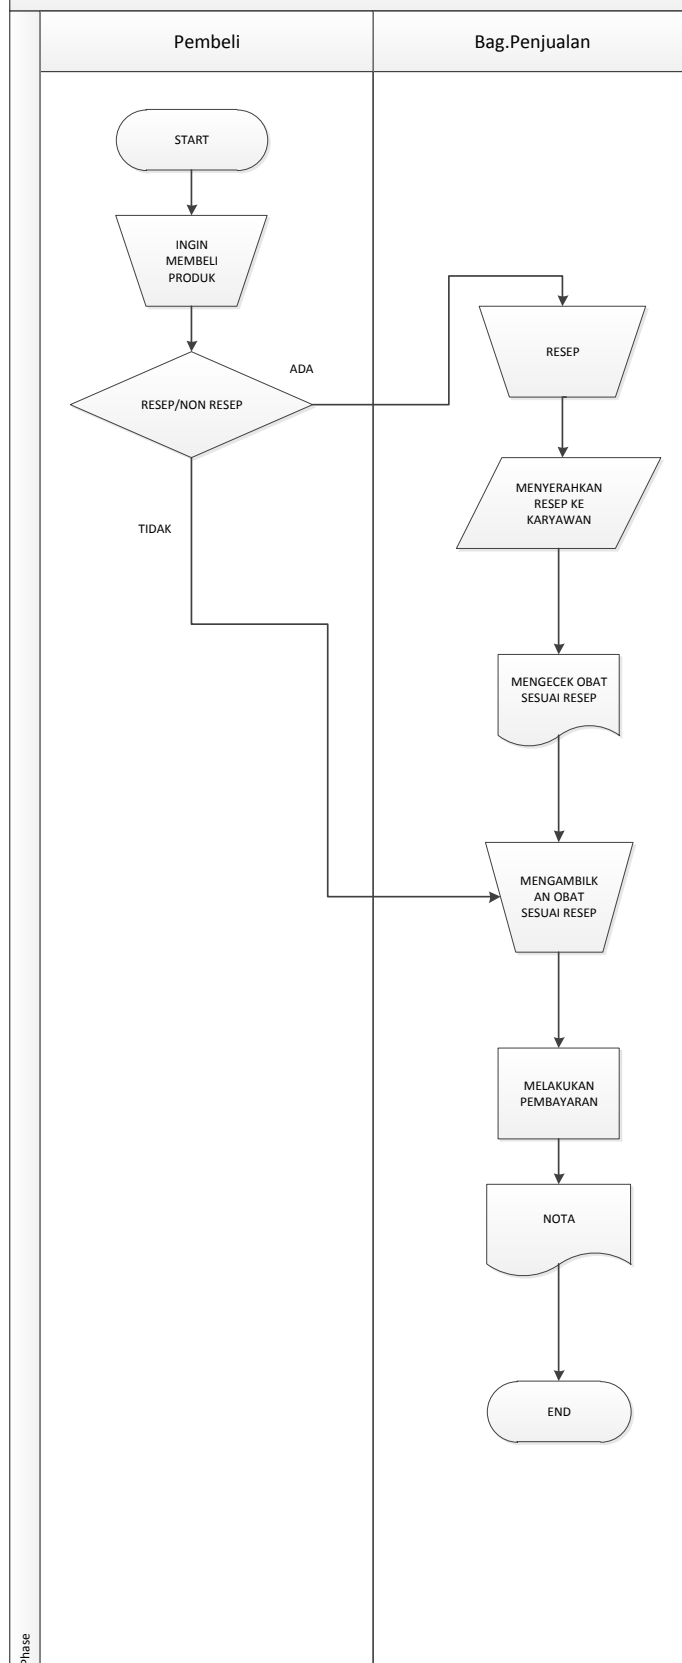 Pembeli
Bag.Penjualan
START
INGIN
MEMBELI
PRODUK
RESEP/NON RESEP
ADA
TIDAK
RESEP
MENYERAHKAN
RESEP KE
KARYAWAN
MENGECEK OBAT
SESUAI RESEP
MENGAMBILK
AN OBAT
SESUAI RESEP
MELAKUKAN
PEMBAYARAN
NOTA
END
Phase